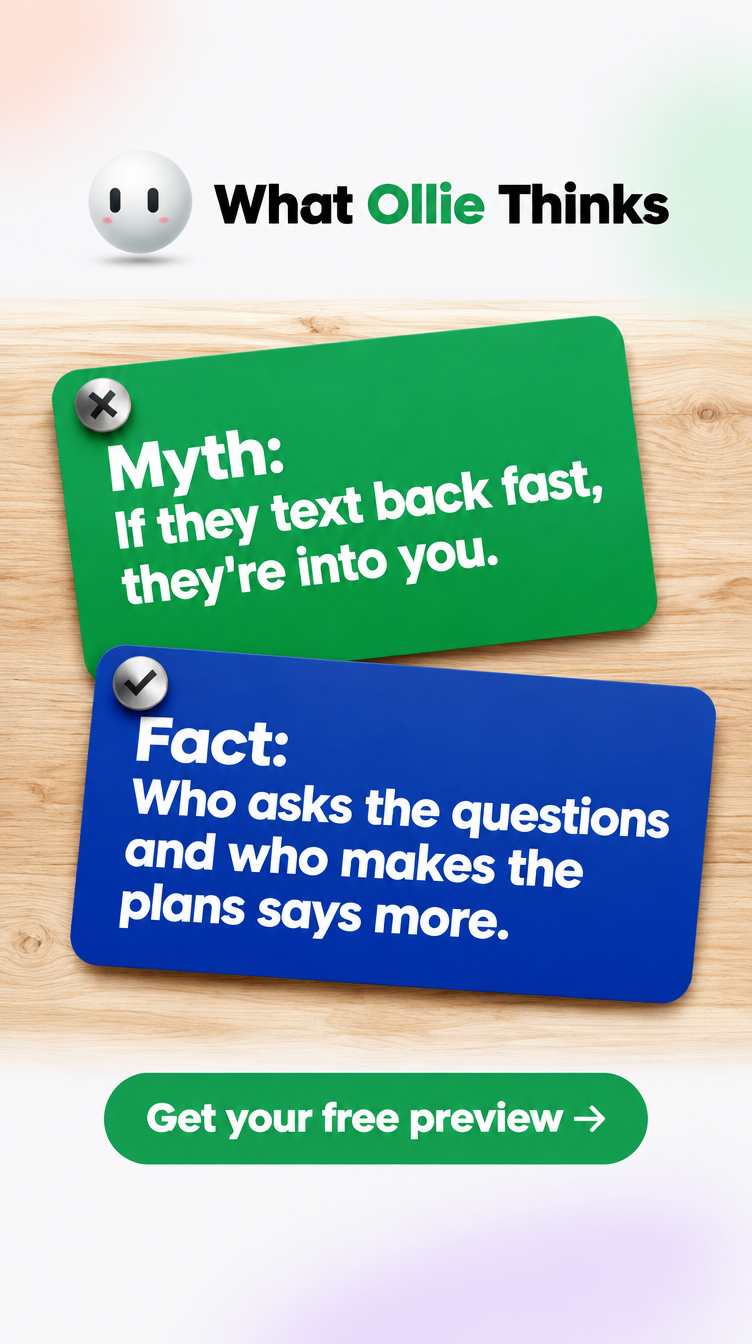 What Ollie Thinks
Myth:
If they text back fast,
they're into you.
Fact:
Who asks the questions
and who makes the
plans says more.
Get your free preview →